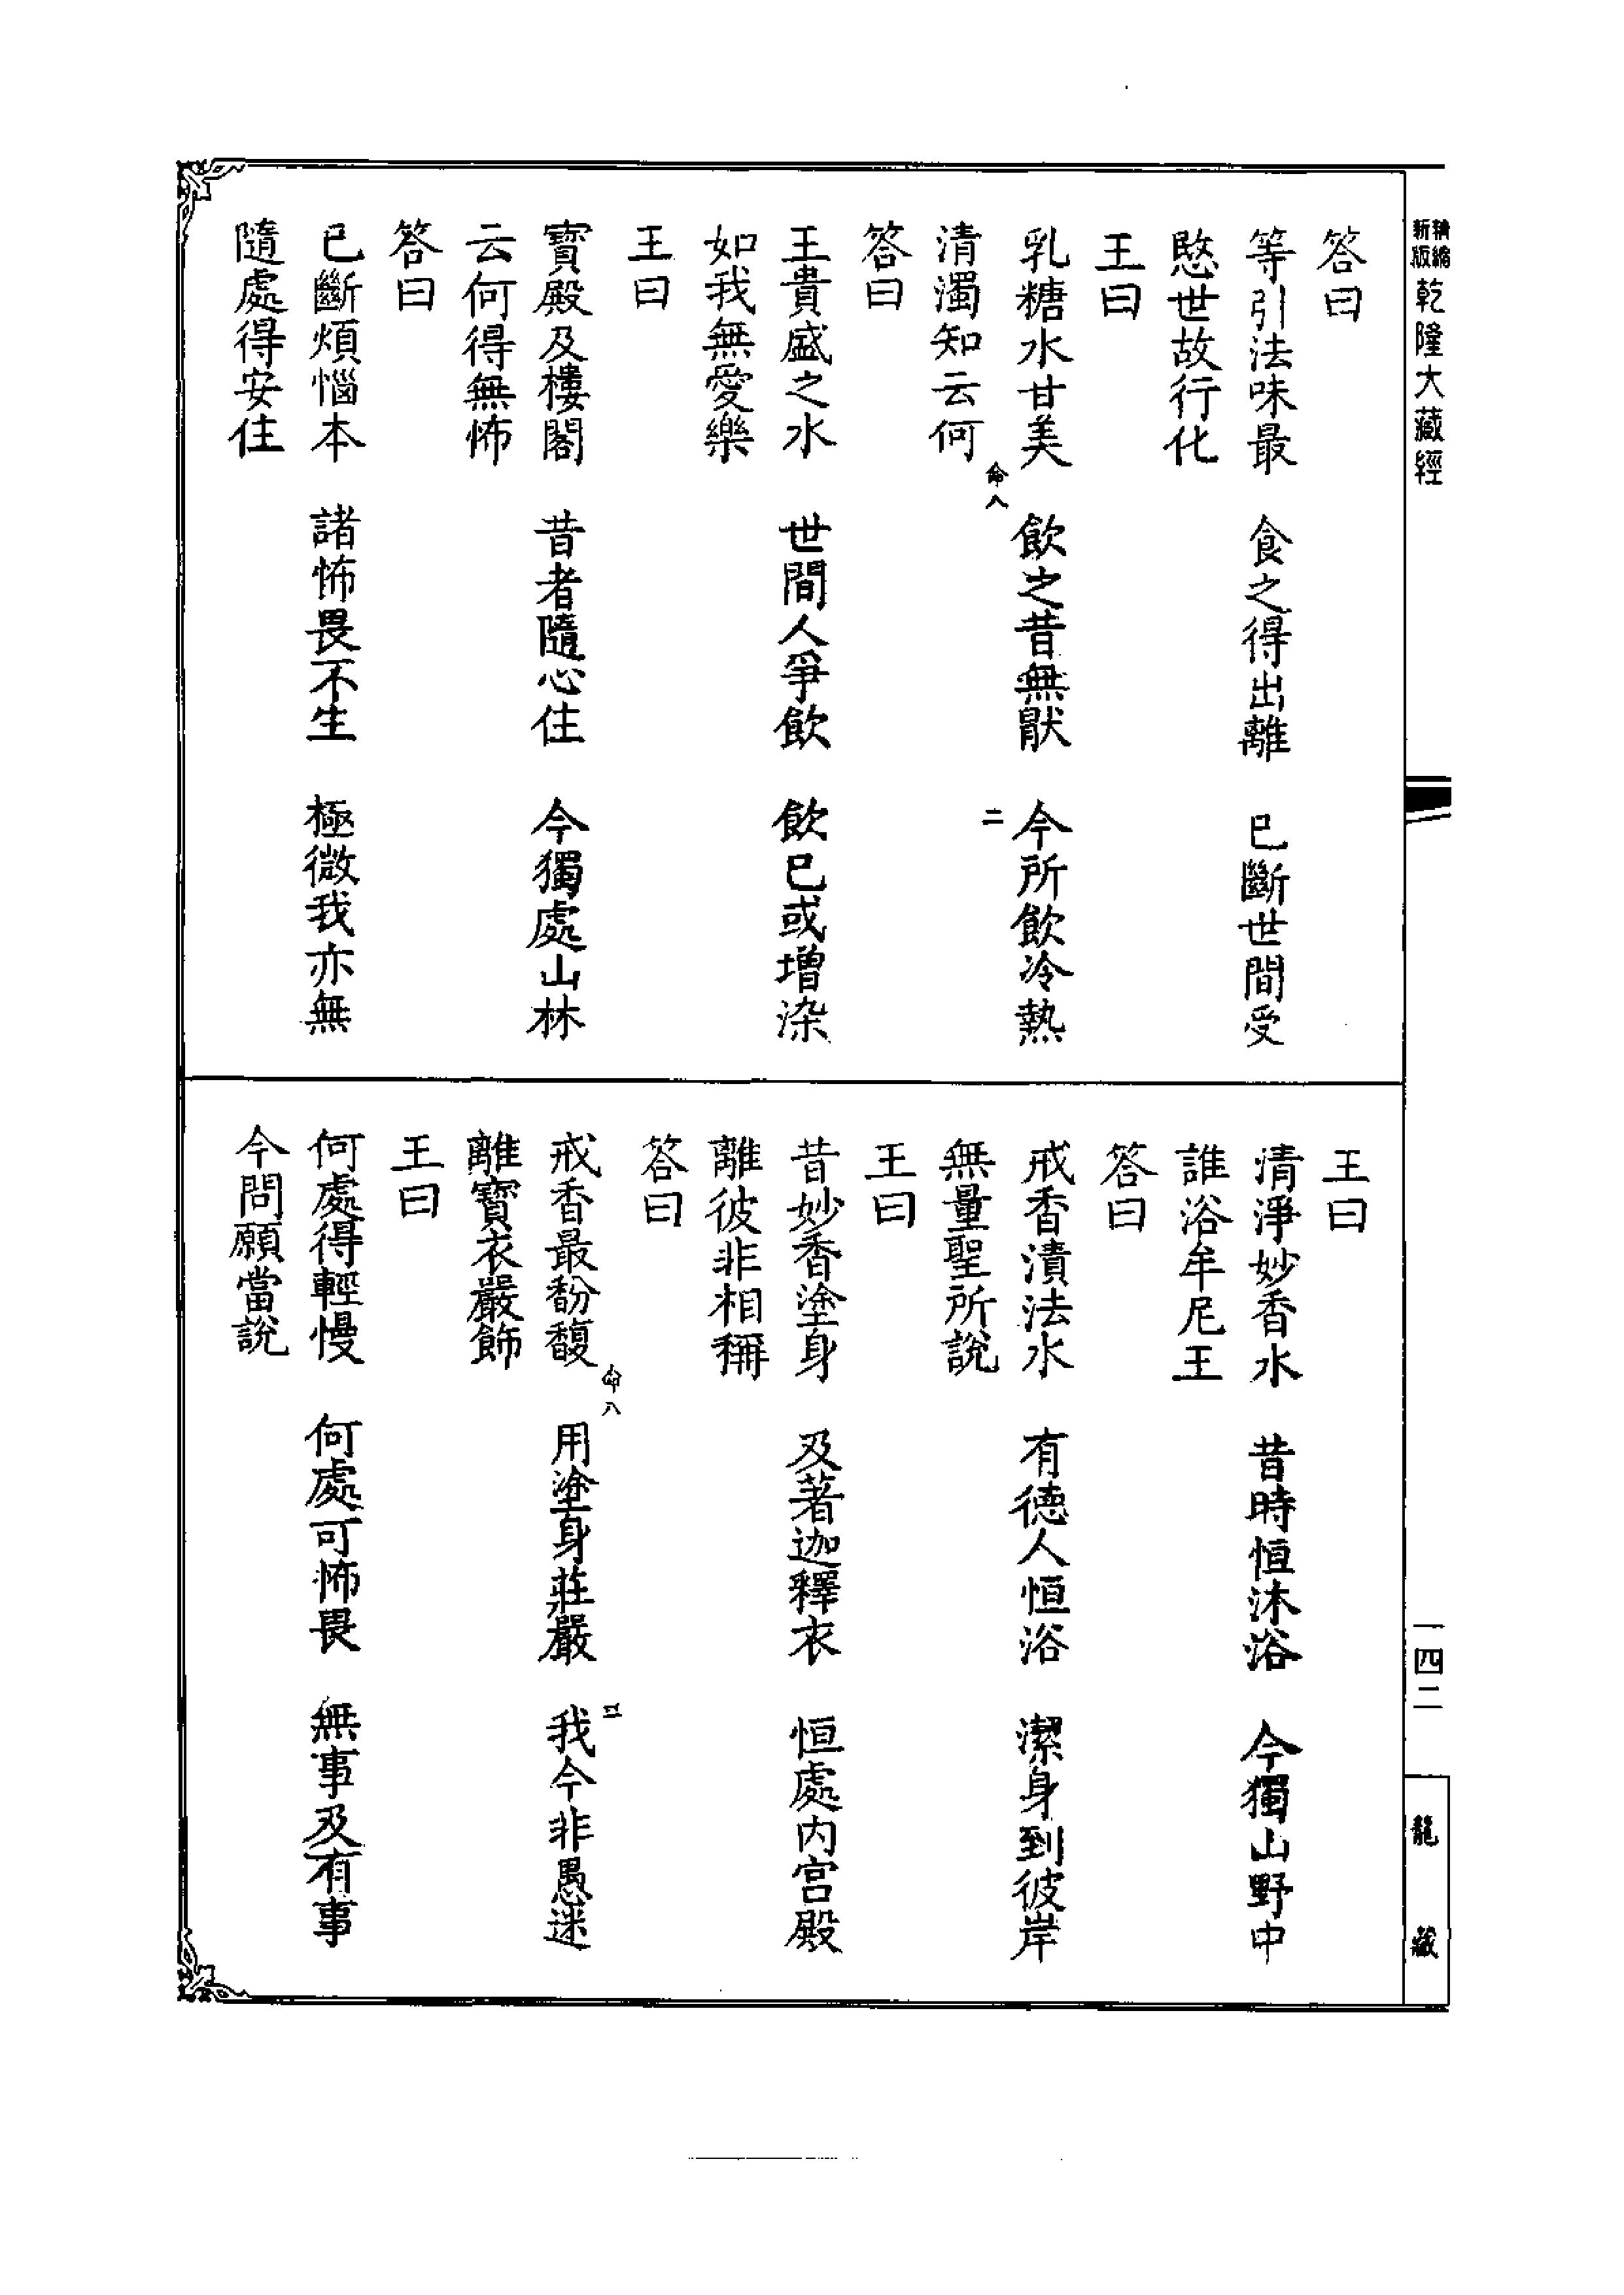 精縮新版乾隆大藏經
答曰
等引法味最　食之得出離　已斷世間受
愍世故行化
王曰
乳糖水甘美　飲之昔無厭　今所飲冷熱
命八　二
清濁知云何
答曰
王貴盛之水　世間人爭飲　飲已或增染
如我無愛樂
王曰
寶殿及樓閣　昔者隨心住　今獨處山林
云何得無怖
答曰
已斷煩惱本　諸怖畏不生　極微我亦無
隨處得安住
王曰
清淨妙香水　昔時恒沐浴　今獨山野中
誰浴牟尼王
答曰
戒香漬法水　有德人恒浴　潔身到彼岸
無量聖所說
王曰
昔妙香塗身　及著迦釋衣　恒處内宫殿
離彼非相稱
答曰
命八　三
戒香最馚馥　用塗身莊嚴　我今非愚迷
離寶衣嚴飾
王曰
何處得輕慢　何處可怖畏　無事及有事
今問願當說
一四二
龍藏